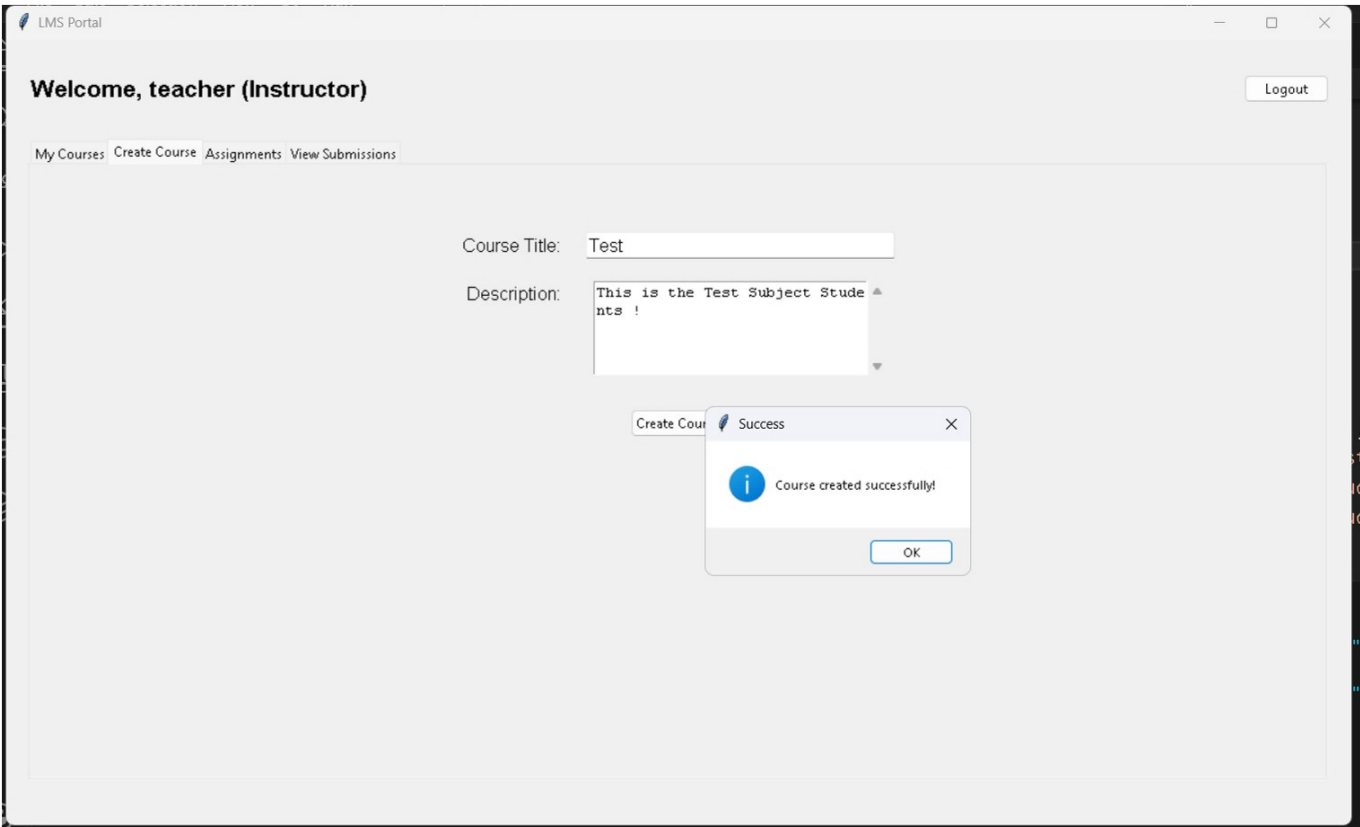 LMS Portal
Welcome, teacher (Instructor)
Logout
My Courses Create Course Assignments View Submissions
Course Title: Test
Description: This is the Test Subject Stude
nts !
Create Cour
Success
Course created successfully!
OK